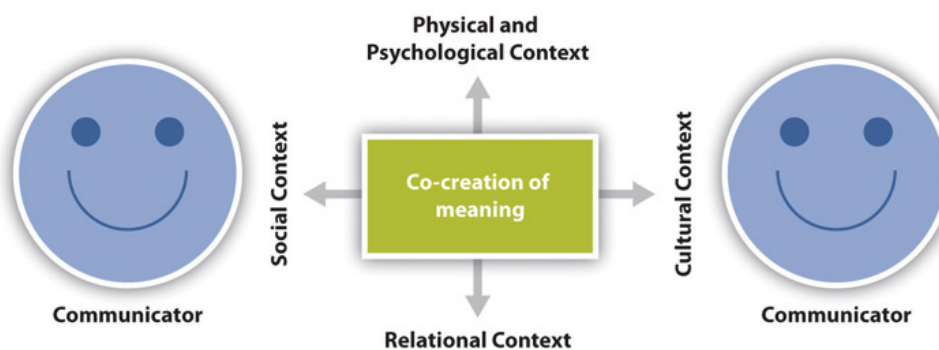 Physical and
Psychological Context
Social Context
Co-creation of
meaning
Cultural Context
Communicator
Relational Context
Communicator